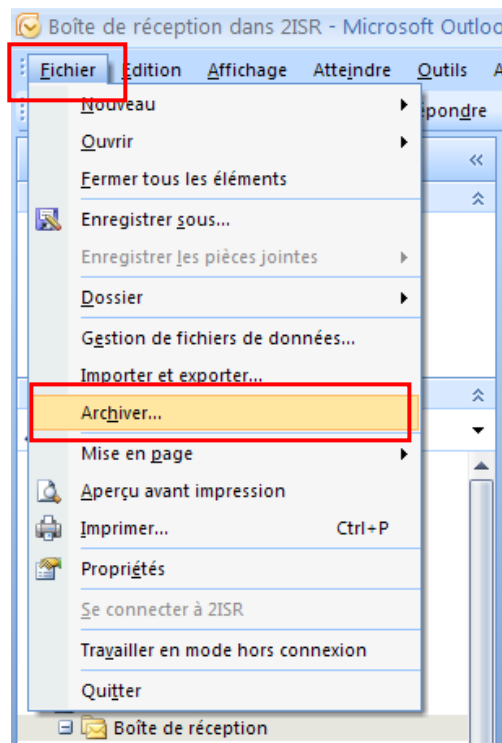 Boîte de réception dans 2ISR - Microsoft Outloo
Fichier Edition Affichage Atteindre Outils A
Nouveau
pondre
Ouvrir
Fermer tous les éléments
Enregistrer sous...
Enregistrer les pièces jointes
Dossier
Gestion de fichiers de données...
Importer et exporter...
Archiver...
Mise en page
Aperçu avant impression
Imprimer... Ctrl+P
Propriétés
Se connecter à 2ISR
Travailler en mode hors connexion
Quitter
Boîte de réception